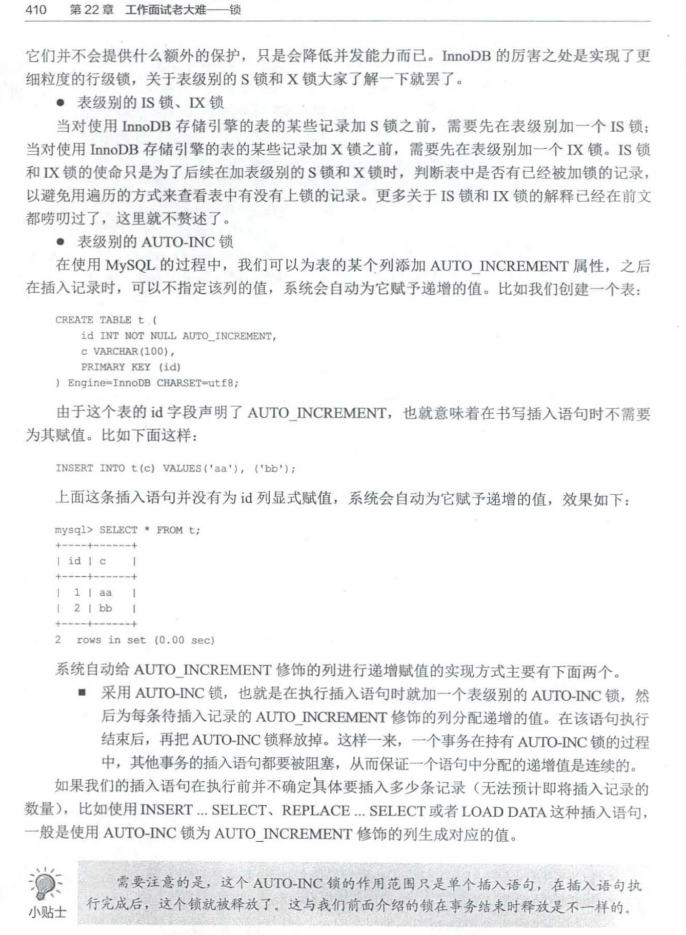 410 第22章 工作面试老大难——锁
它们并不会提供什么额外的保护，只是会降低并发能力而已。InnoDB 的厉害之处是实现了更
细粒度的行级锁，关于表级别的 S 锁和 X 锁大家了解一下就罢了。
● 表级别的 IS 锁、IX 锁
当对使用 InnoDB 存储引擎的表的某些记录加 S 锁之前，需要先在表级别加一个 IS 锁；
当对使用 InnoDB 存储引擎的表的某些记录加 X 锁之前，需要先在表级别加一个 IX 锁。IS 锁
和 IX 锁的使命只是为了后续在加表级别的 S 锁和 X 锁时，判断表中是否有已经被加锁的记录，
以避免用遍历的方式来查看表中有没有上锁的记录。更多关于 IS 锁和 IX 锁的解释已经在前文
都唠叨过了，这里就不赘述了。
● 表级别的 AUTO-INC 锁
在使用 MySQL 的过程中，我们可以为表的某个列添加 AUTO_INCREMENT 属性，之后
在插入记录时，可以不指定该列的值，系统会自动为它赋予递增的值。比如我们创建一个表：
CREATE TABLE t (
id INT NOT NULL AUTO_INCREMENT,
c VARCHAR(100),
PRIMARY KEY (id)
) Engine=InnoDB CHARSET=utf8;
由于这个表的 id 字段声明了 AUTO_INCREMENT，也就意味着在书写插入语句时不需要
为其赋值。比如下面这样：
INSERT INTO t(c) VALUES('aa'), ('bb');
上面这条插入语句并没有为 id 列显式赋值，系统会自动为它赋予递增的值，效果如下：
mysql> SELECT * FROM t;
+----+------+
| id | c    |
+----+------+
|  1 | aa   |
|  2 | bb   |
+----+------+
2 rows in set (0.00 sec)
系统自动给 AUTO_INCREMENT 修饰的列进行递增赋值的实现方式主要有下面两个。
■ 采用 AUTO-INC 锁，也就是在执行插入语句时就加一个表级别的 AUTO-INC 锁，然
后为每条待插入记录的 AUTO_INCREMENT 修饰的列分配递增的值。在该语句执行
结束后，再把 AUTO-INC 锁释放掉。这样一来，一个事务在持有 AUTO-INC 锁的过程
中，其他事务的插入语句都要被阻塞，从而保证一个语句中分配的递增值是连续的。
如果我们的插入语句在执行前并不确定具体要插入多少条记录（无法预计即将插入记录的
数量），比如使用 INSERT ... SELECT、REPLACE ... SELECT 或者 LOAD DATA 这种插入语句，
一般是使用 AUTO-INC 锁为 AUTO_INCREMENT 修饰的列生成对应的值。
需要注意的是，这个 AUTO-INC 锁的作用范围只是单个插入语句，在插入语句执
行完成后，这个锁就被释放了。这与我们前面介绍的锁在事务结束时释放是不一样的。
小贴士